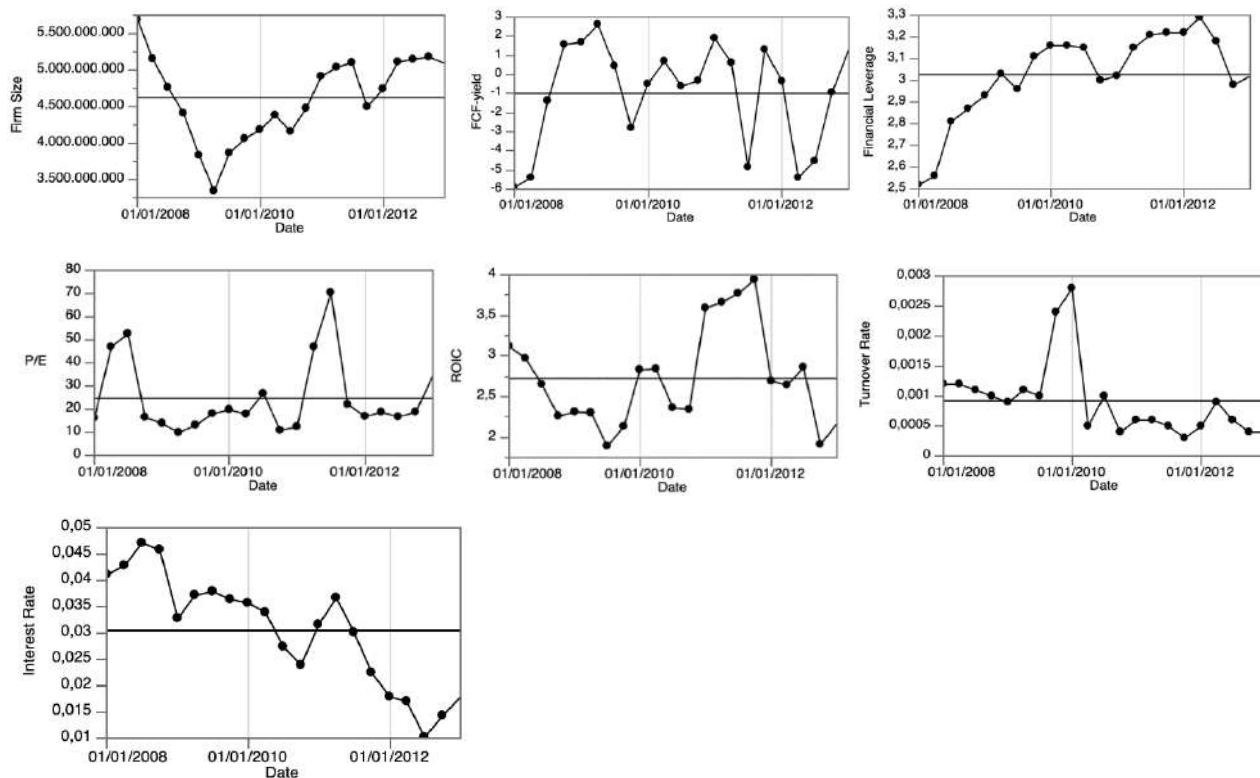 Firm Size
5.500.000.000
5.000.000.000
4.500.000.000
4.000.000.000
3.500.000.000
01/01/2008 01/01/2010 01/01/2012
Date
FCF-yield
3
2
1
0
-1
-2
-3
-4
-5
-6
01/01/2008 01/01/2010 01/01/2012
Date
Financial Leverage
3,3
3,2
3,1
3
2,9
2,8
2,7
2,6
2,5
01/01/2008 01/01/2010 01/01/2012
Date
P/E
80
70
60
50
40
30
20
10
0
01/01/2008 01/01/2010 01/01/2012
Date
ROIC
4
3,5
3
2,5
2
01/01/2008 01/01/2010 01/01/2012
Date
Turnover Rate
0,003
0,0025
0,002
0,0015
0,001
0,0005
0
01/01/2008 01/01/2010 01/01/2012
Date
Interest Rate
0,05
0,045
0,04
0,035
0,03
0,025
0,02
0,015
0,01
01/01/2008 01/01/2010 01/01/2012
Date